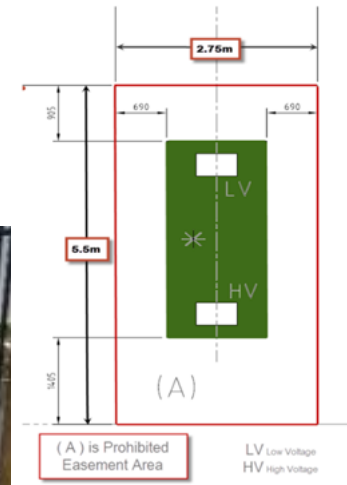 2.75m
690
690
905
LV
5.5m
HV
1405
(A)
( A ) is Prohibited
Easement Area
LV Low Voltage
HV High Voltage